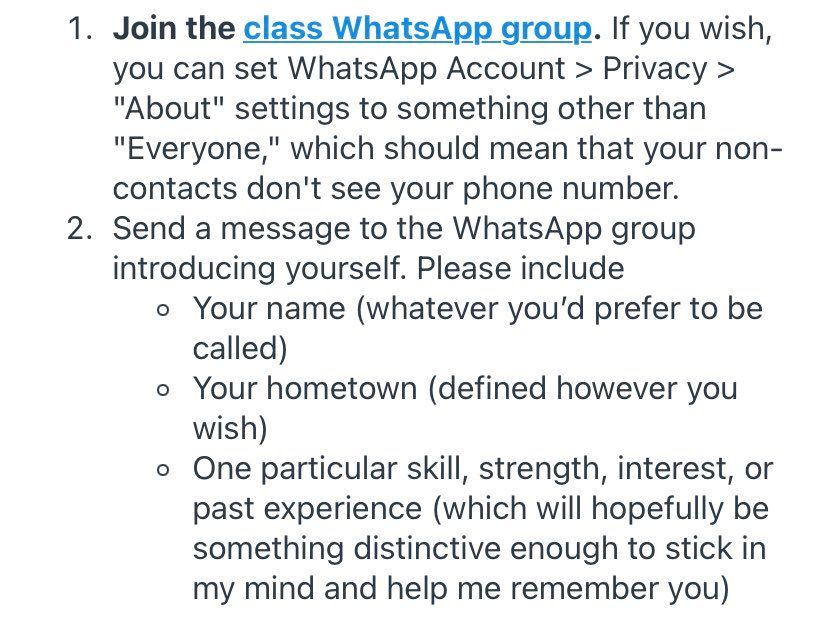 1. Join the class WhatsApp group. If you wish,
you can set WhatsApp Account > Privacy >
"About" settings to something other than
"Everyone," which should mean that your non-
contacts don't see your phone number.
2. Send a message to the WhatsApp group
introducing yourself. Please include
◦ Your name (whatever you’d prefer to be
called)
◦ Your hometown (defined however you
wish)
◦ One particular skill, strength, interest, or
past experience (which will hopefully be
something distinctive enough to stick in
my mind and help me remember you)